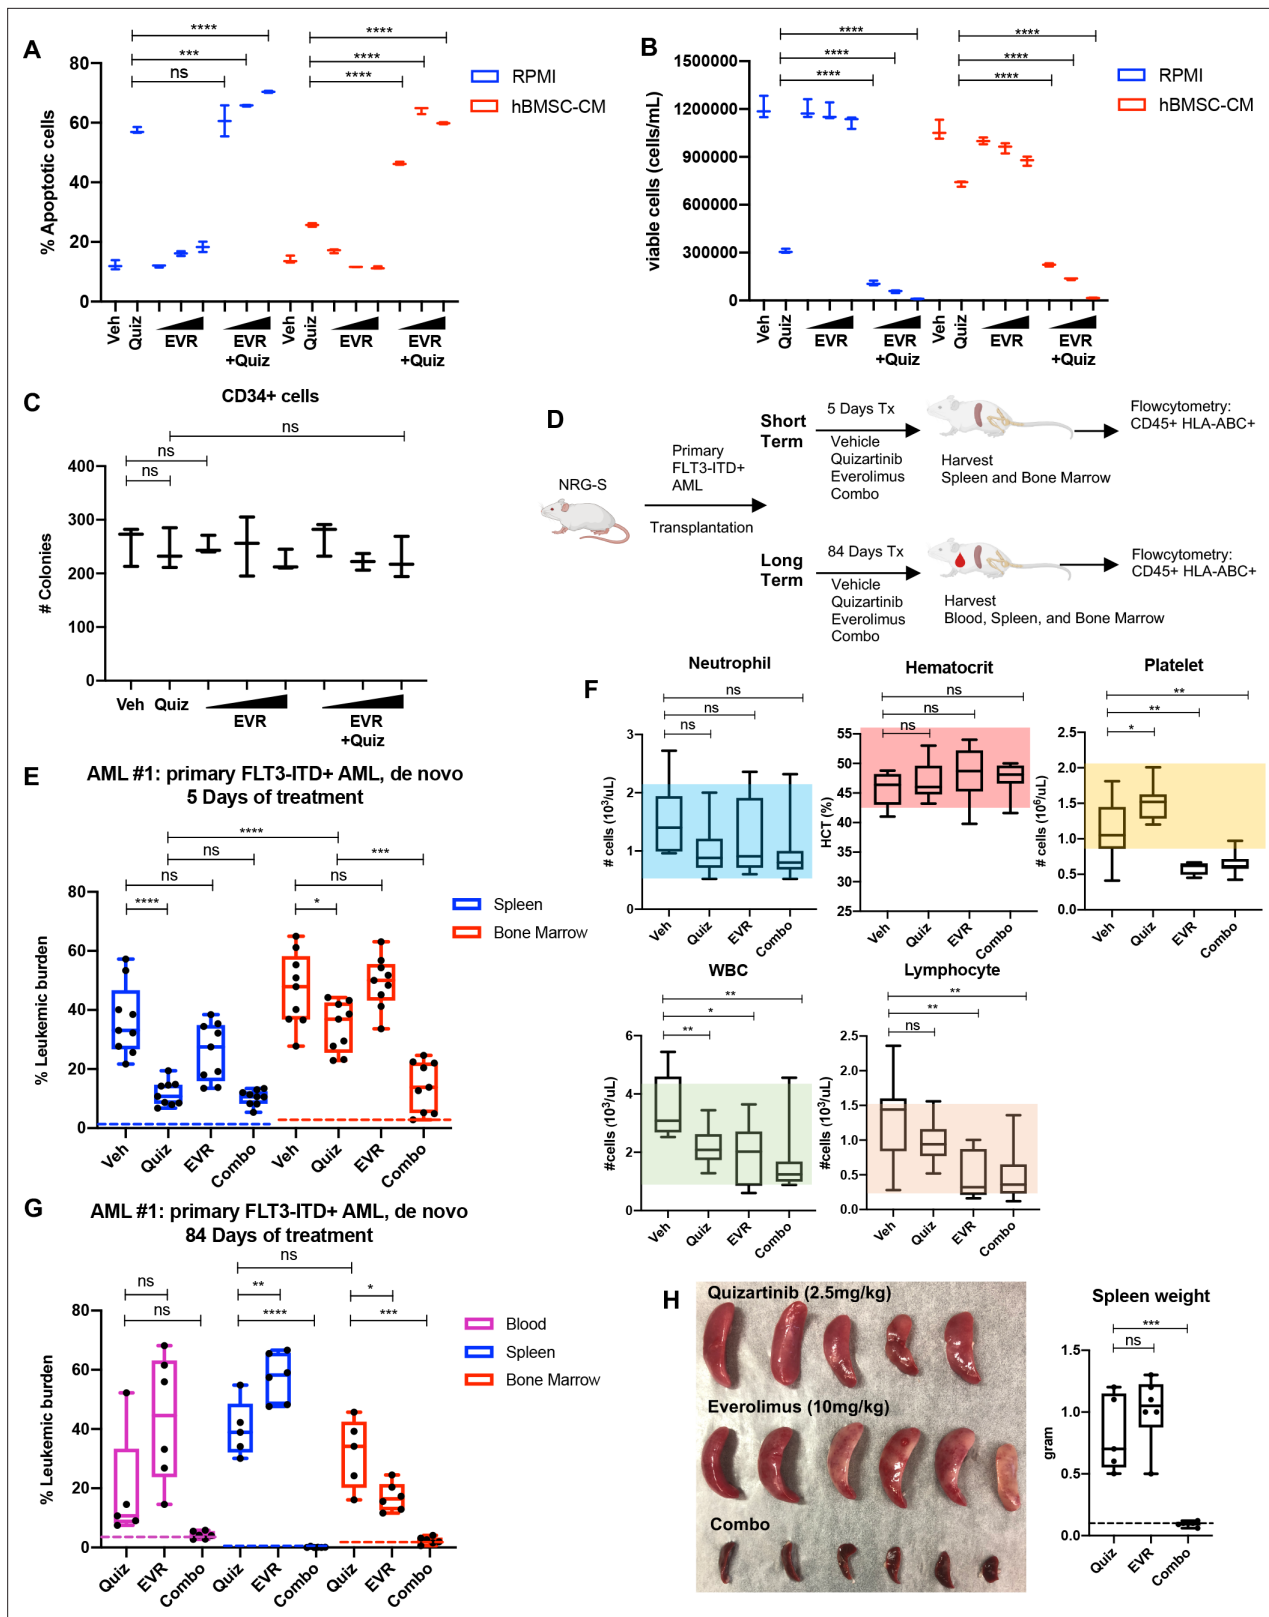 A
****
***
ns
****
****
****
% Apoptotic cells
80
60
40
20
0
Veh
Quiz
EVR
EVR
+Quiz
Veh
Quiz
EVR
EVR
+Quiz
RPMI
hBMSC-CM
B
****
****
****
****
****
****
viable cells (cells/mL)
1500000
1200000
900000
600000
300000
0
Veh
Quiz
EVR
EVR
+Quiz
Veh
Quiz
EVR
EVR
+Quiz
RPMI
hBMSC-CM
C
CD34+ cells
ns
ns
ns
# Colonies
400
300
200
100
0
Veh
Quiz
EVR
EVR
+Quiz
D
NRG-S
Primary
FLT3-ITD+
AML
Transplantation
Short
Term
5 Days Tx
Vehicle
Quizartinib
Everolimus
Combo
Harvest
Spleen and Bone Marrow
Flowcytometry:
CD45+ HLA-ABC+
Long
Term
84 Days Tx
Vehicle
Quizartinib
Everolimus
Combo
Harvest
Blood, Spleen, and Bone Marrow
Flowcytometry:
CD45+ HLA-ABC+
E
AML #1: primary FLT3-ITD+ AML, de novo
5 Days of treatment
****
ns
***
ns
ns
****
*
% Leukemic burden
80
60
40
20
0
Veh
Quiz
EVR
Combo
Veh
Quiz
EVR
Combo
Spleen
Bone Marrow
F
Neutrophil
ns
ns
ns
# cells (10³/uL)
3
2
1
0
Veh
Quiz
EVR
Combo
Hematocrit
ns
ns
ns
HCT (%)
55
50
45
40
35
30
25
Veh
Quiz
EVR
Combo
Platelet
**
**
*
# cells (10⁶/uL)
2.5
2.0
1.5
1.0
0.5
0.0
Veh
Quiz
EVR
Combo
WBC
**
*
**
#cells (10³/uL)
6
4
2
0
Veh
Quiz
EVR
Combo
Lymphocyte
**
**
ns
#cells (10³/uL)
2.5
2.0
1.5
1.0
0.5
0.0
Veh
Quiz
EVR
Combo
G
AML #1: primary FLT3-ITD+ AML, de novo
84 Days of treatment
ns
ns
**
*
ns
****
***
% Leukemic burden
80
60
40
20
0
Quiz
EVR
Combo
Quiz
EVR
Combo
Quiz
EVR
Combo
Blood
Spleen
Bone Marrow
H
Quizartinib (2.5mg/kg)
Everolimus (10mg/kg)
Combo
Spleen weight
***
ns
gram
1.5
1.0
0.5
0.0
Quiz
EVR
Combo